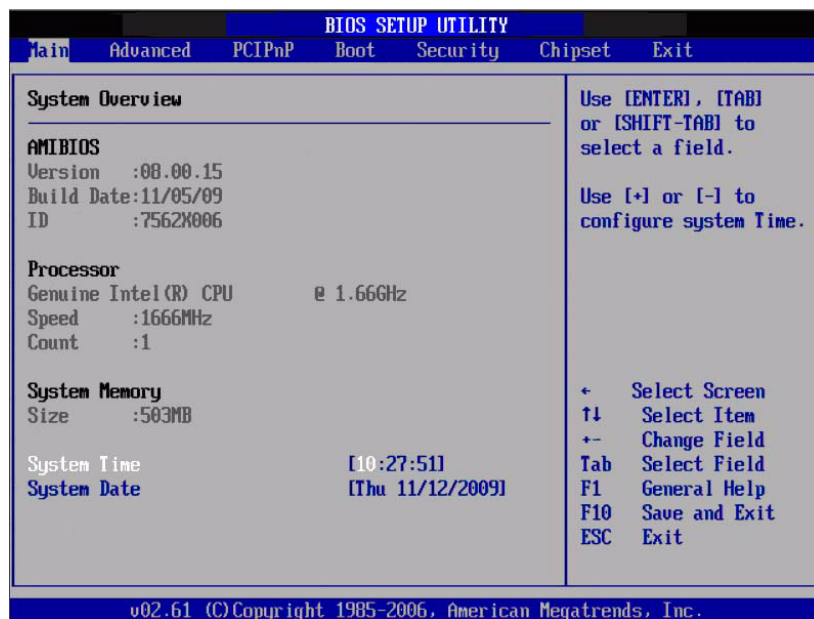 BIOS SETUP UTILITY
Main Advanced PCIPnP Boot Security Chipset Exit
System Overview
AMIBIOS
Version :08.00.15
Build Date:11/05/09
ID :7562X006
Processor
Genuine Intel(R) CPU @ 1.66GHz
Speed :1666MHz
Count :1
System Memory
Size :503MB
System Time [10:27:51]
System Date [Thu 11/12/2009]
Use [ENTER], [TAB]
or [SHIFT-TAB] to
select a field.
Use [+] or [-] to
configure system Time.
← Select Screen
↑↓ Select Item
+- Change Field
Tab Select Field
F1 General Help
F10 Save and Exit
ESC Exit
v02.61 (C)Copyright 1985-2006, American Megatrends, Inc.